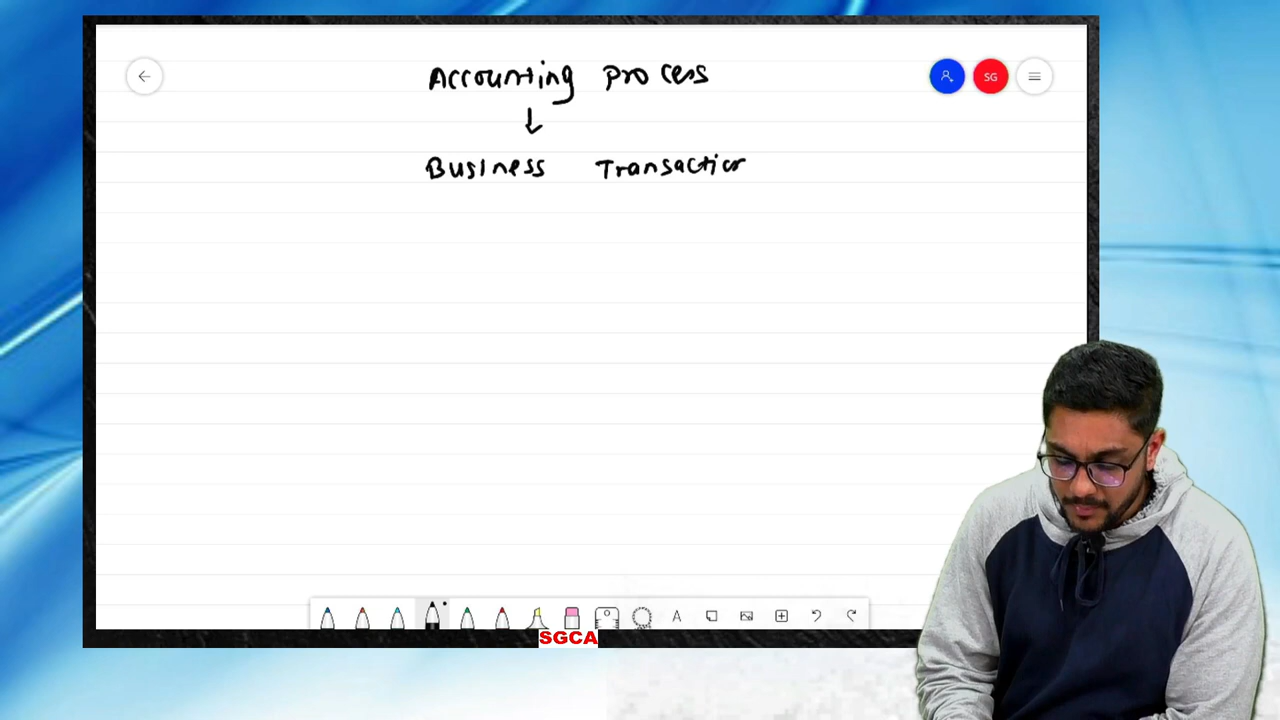 Accounting process
SG
Business Transaction
A
SGCA